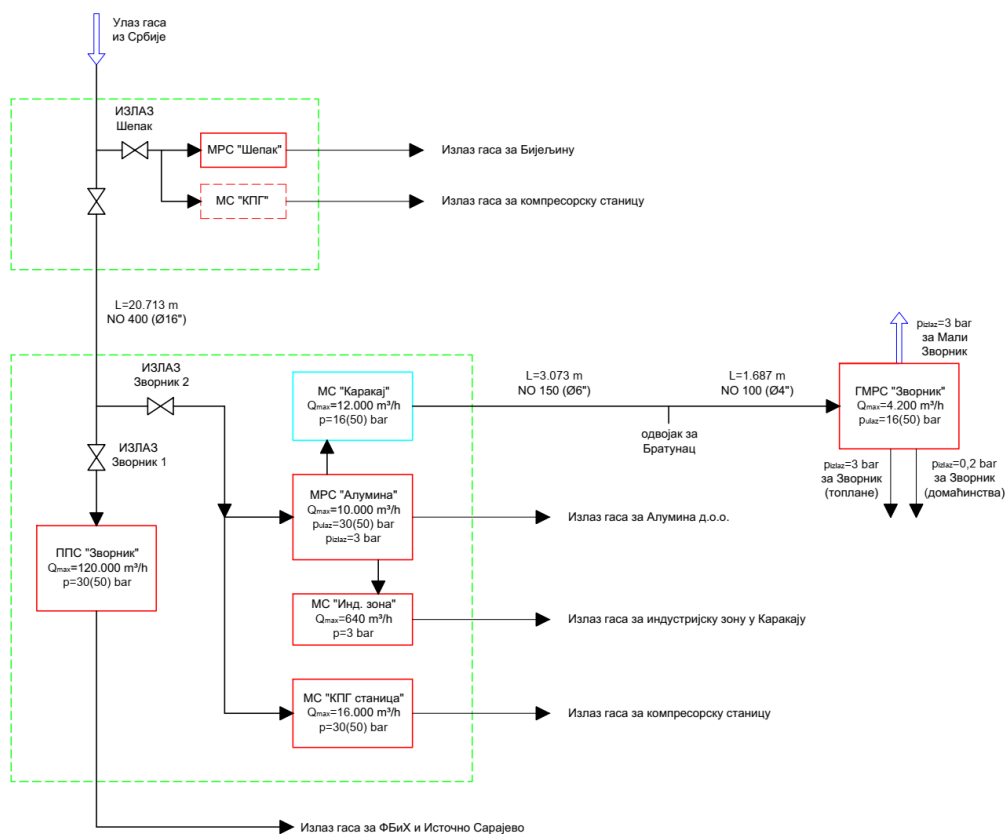 Улаз гаса
из Србије
ИЗЛАЗ
Шепак
МРС "Шепак"
Излаз гаса за Бијељину
МС "КПГ"
Излаз гаса за компресорску станицу
L=20.713 m
NO 400 (Ø16")
ИЗЛАЗ
Зворник 2
ИЗЛАЗ
Зворник 1
МС "Каракај"
Qmax=12.000 m³/h
p=16(50) bar
L=3.073 m
NO 150 (Ø6")
L=1.687 m
NO 100 (Ø4")
одвојак за
Братунац
pizlaz=3 bar
за Мали
Зворник
ГМРС "Зворник"
Qmax=4.200 m³/h
pulaz=16(50) bar
pizlaz=3 bar
за Зворник
(топлане)
pizlaz=0,2 bar
за Зворник
(домаћинства)
МРС "Алумина"
Qmax=10.000 m³/h
pulaz=30(50) bar
pizlaz=3 bar
Излаз гаса за Алумина д.о.о.
ППС "Зворник"
Qmax=120.000 m³/h
p=30(50) bar
МС "Инд. зона"
Qmax=640 m³/h
p=3 bar
Излаз гаса за индустријску зону у Каракају
МС "КПГ станица"
Qmax=16.000 m³/h
p=30(50) bar
Излаз гаса за компресорску станицу
Излаз гаса за ФБиХ и Источно Сарајево